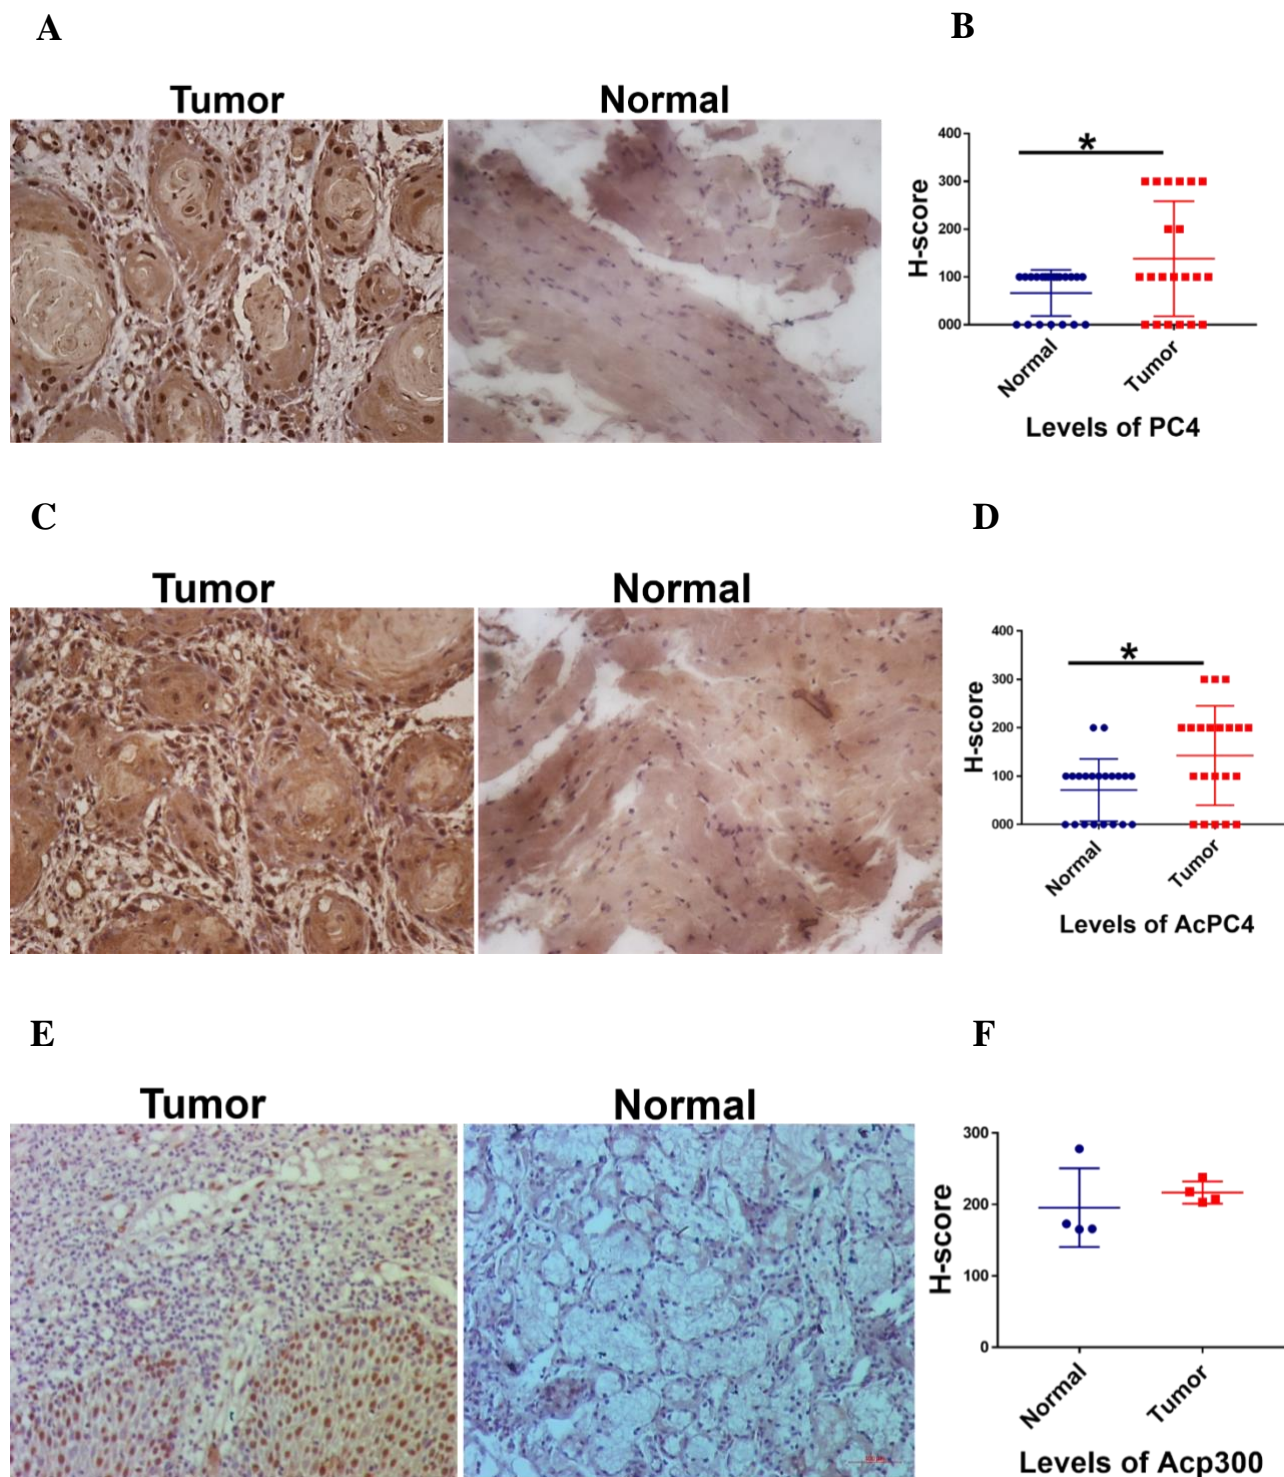 A
B
Tumor
Normal
*
400
300
200
100
000
H-score
Normal
Tumor
Levels of PC4
C
D
Tumor
Normal
*
400
300
200
100
000
H-score
Normal
Tumor
Levels of AcPC4
E
F
Tumor
Normal
300
200
100
0
H-score
Normal
Tumor
Levels of Acp300